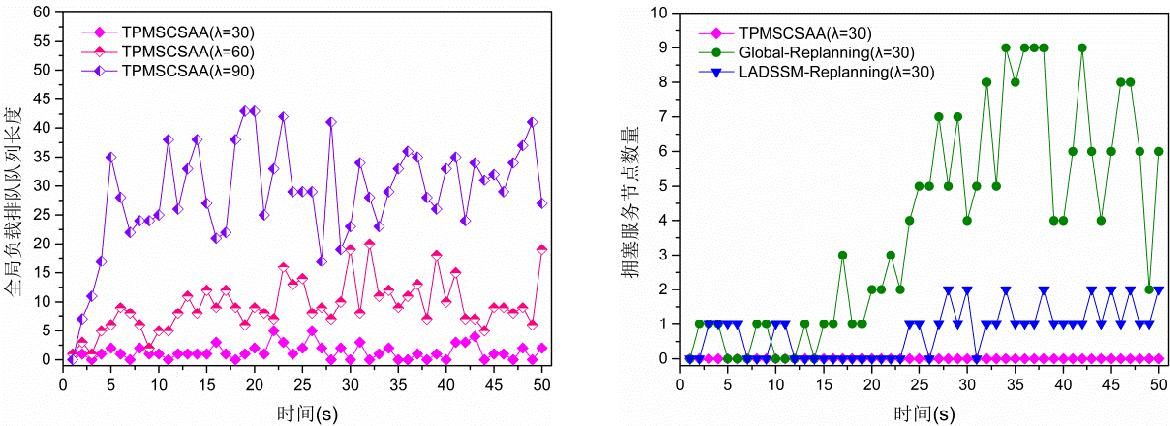 60
55
50
45
40
35
30
25
20
15
10
5
0
全局负载排队队列长度
TPMSCSAA(λ=30)
TPMSCSAA(λ=60)
TPMSCSAA(λ=90)
0 5 10 15 20 25 30 35 40 45 50
时间(s)
10
9
8
7
6
5
4
3
2
1
0
拥塞服务节点数量
TPMSCSAA(λ=30)
Global-Replanning(λ=30)
LADSSM-Replanning(λ=30)
0 5 10 15 20 25 30 35 40 45 50
时间(s)